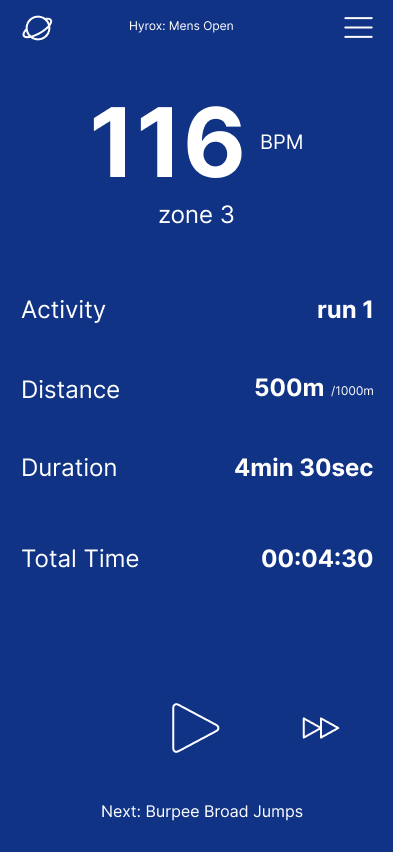 Hyrox: Mens Open
116 BPM
zone 3
Activity run 1
Distance 500m /1000m
Duration 4min 30sec
Total Time 00:04:30
Next: Burpee Broad Jumps